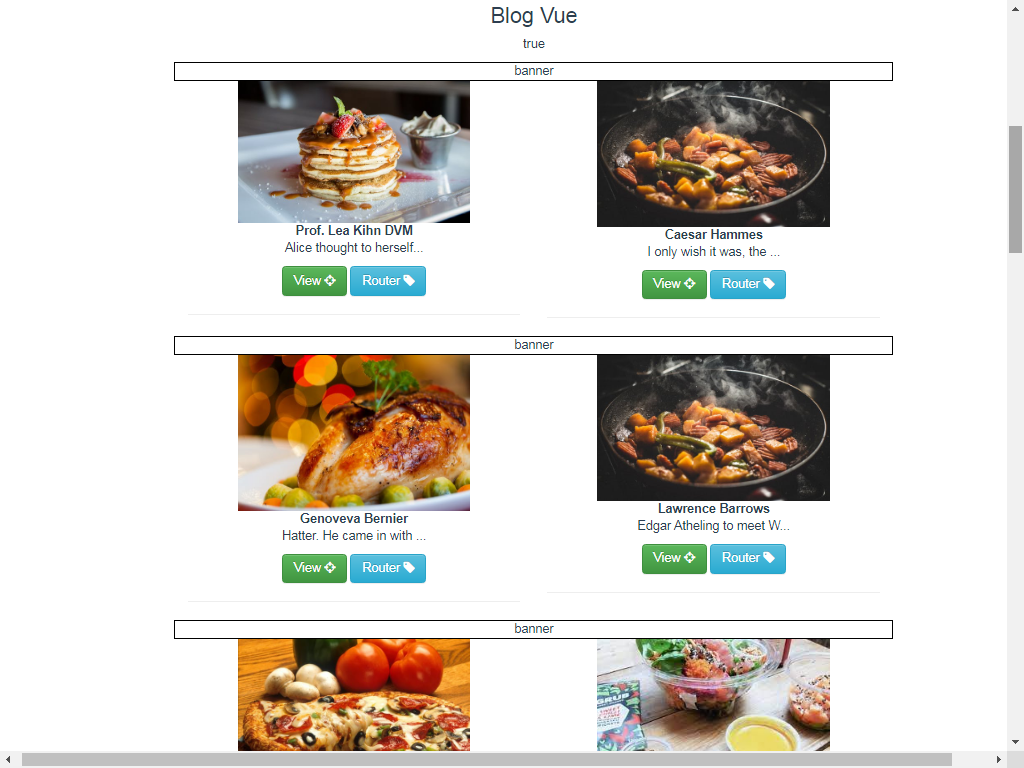 Blog Vue
true
banner
Prof. Lea Kihn DVM
Alice thought to herself...
View
Router
Caesar Hammes
I only wish it was, the ...
View
Router
banner
Genoveva Bernier
Hatter. He came in with ...
View
Router
Lawrence Barrows
Edgar Atheling to meet W...
View
Router
banner